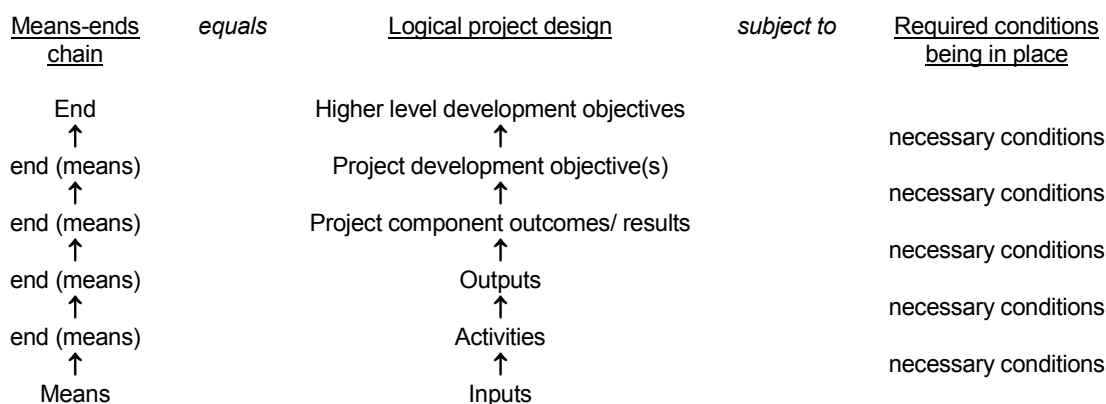 Means-ends equals Logical project design subject to Required conditions
chain being in place
End Higher level development objectives
↑ ↑ necessary conditions
end (means) Project development objective(s)
↑ ↑ necessary conditions
end (means) Project component outcomes/ results
↑ ↑ necessary conditions
end (means) Outputs
↑ ↑ necessary conditions
end (means) Activities
↑ ↑ necessary conditions
Means Inputs